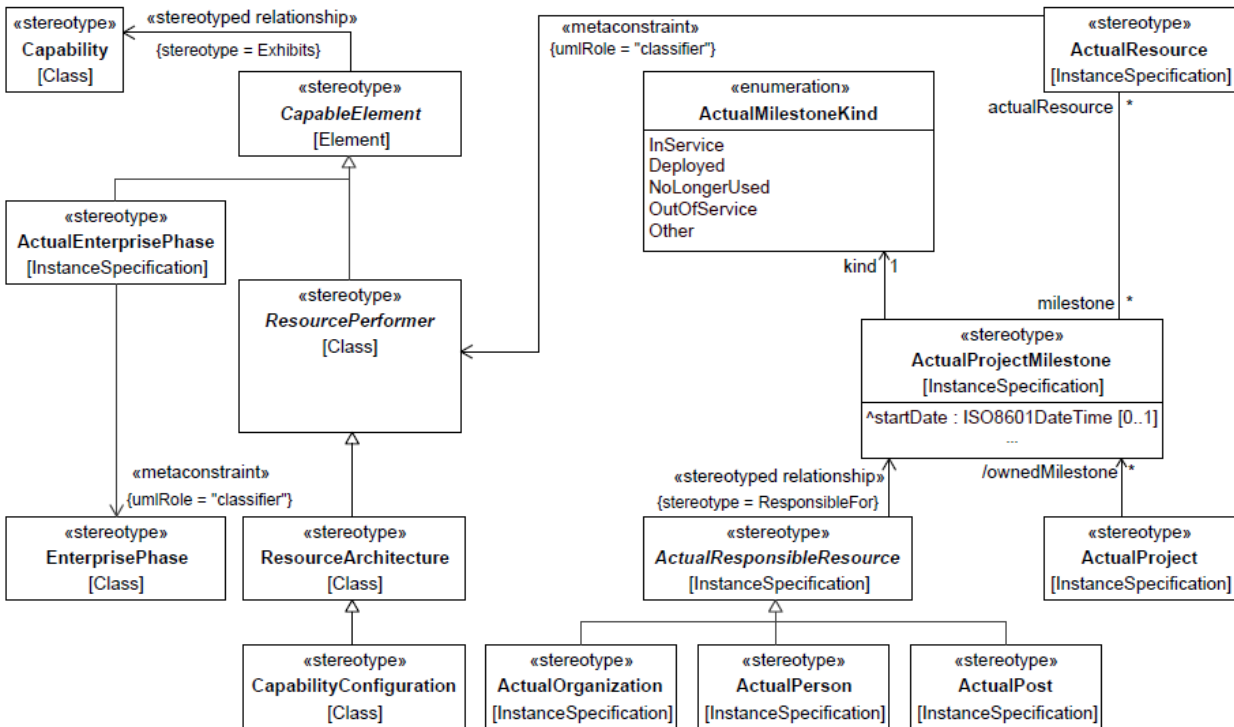 «stereotype»
Capability
[Class]
«stereotyped relationship»
{stereotype = Exhibits}
«stereotype»
CapableElement
[Element]
«metaconstraint»
{umlRole = "classifier"}
«stereotype»
ActualResource
[InstanceSpecification]
actualResource *
«enumeration»
ActualMilestoneKind
InService
Deployed
NoLongerUsed
OutOfService
Other
kind 1
milestone *
«stereotype»
ActualEnterprisePhase
[InstanceSpecification]
«stereotype»
ResourcePerformer
[Class]
«stereotype»
ActualProjectMilestone
[InstanceSpecification]
^startDate : ISO8601DateTime [0..1]
...
«metaconstraint»
{umlRole = "classifier"}
«stereotyped relationship»
{stereotype = ResponsibleFor}
/ownedMilestone *
«stereotype»
EnterprisePhase
[Class]
«stereotype»
ResourceArchitecture
[Class]
«stereotype»
ActualResponsibleResource
[InstanceSpecification]
«stereotype»
ActualProject
[InstanceSpecification]
«stereotype»
CapabilityConfiguration
[Class]
«stereotype»
ActualOrganization
[InstanceSpecification]
«stereotype»
ActualPerson
[InstanceSpecification]
«stereotype»
ActualPost
[InstanceSpecification]